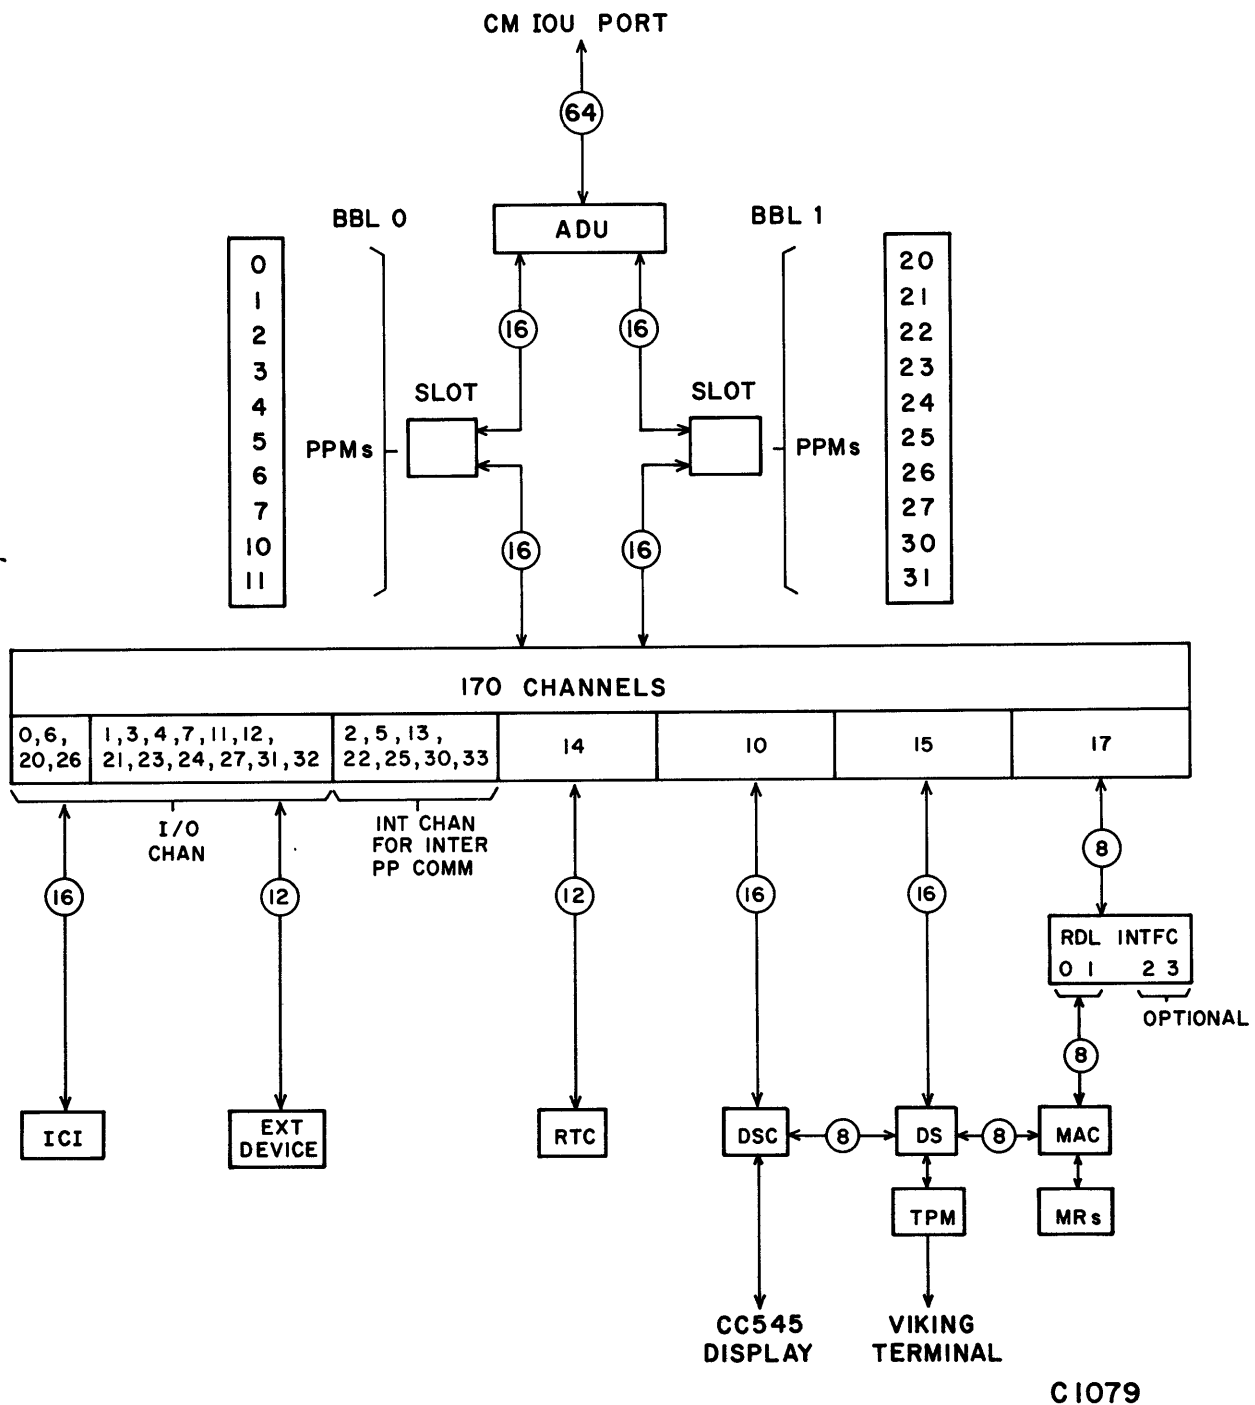 CM IOU PORT
64
BBL 0
ADU
BBL 1
0
1
2
3
4
5
6
7
10
11
20
21
22
23
24
25
26
27
30
31
16
16
SLOT
SLOT
PPMs
PPMs
16
16
170 CHANNELS
0,6,
20,26
1,3,4,7,11,12,
21,23,24,27,31,32
2,5,13,
22,25,30,33
14
10
15
17
I/O
CHAN
INT CHAN
FOR INTER
PP COMM
16
12
12
16
16
8
RDL INTFC
0 1 2 3
OPTIONAL
8
ICI
EXT
DEVICE
RTC
DSC
8
DS
8
MAC
TPM
MRs
CC545
DISPLAY
VIKING
TERMINAL
C1079